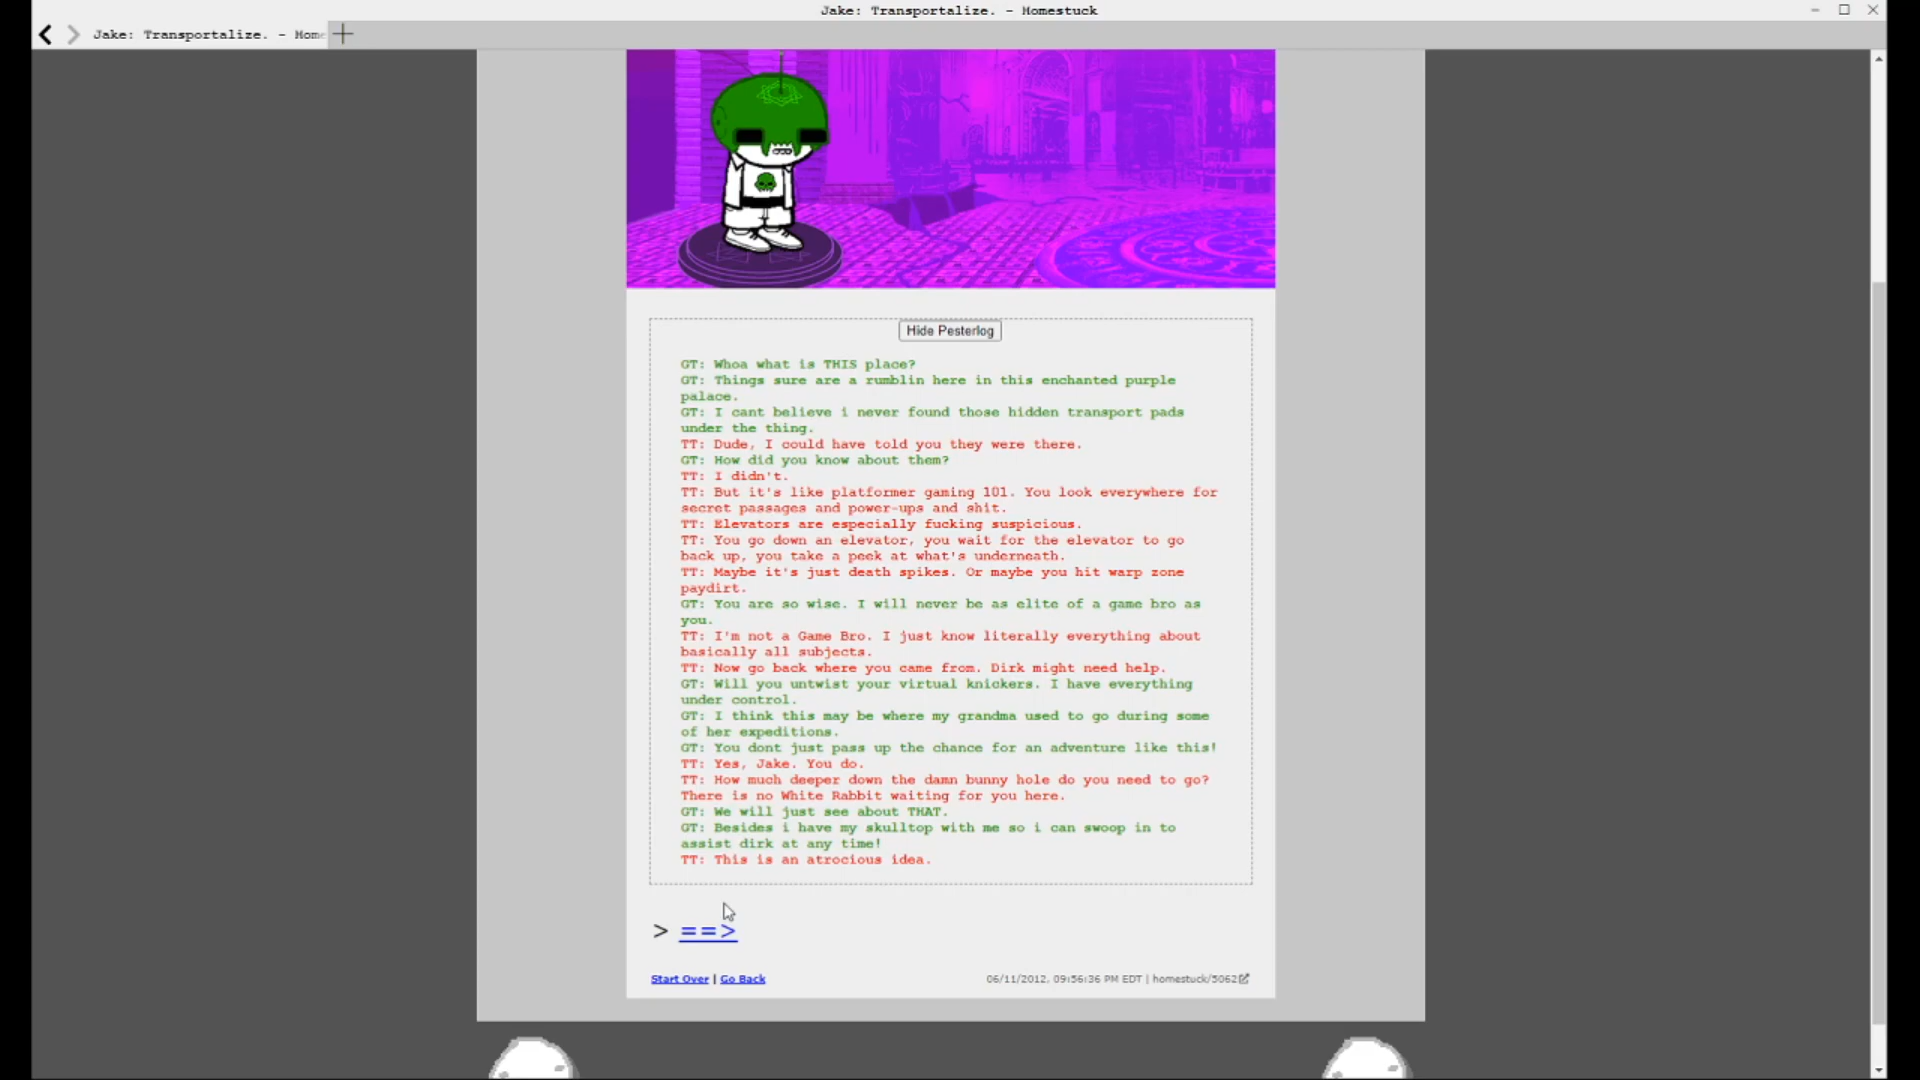 Jake: Transportalize. - Homestuck
Jake: Transportalize. - Home
Hide Pesterlog
GT: Whoa what is THIS place?
GT: Things sure are a rumblin here in this enchanted purple
palace.
GT: I cant believe i never found those hidden transport pads
under the thing.
TT: Dude, I could have told you they were there.
GT: How did you know about them?
TT: I didn't.
TT: But it's like platformer gaming 101. You look everywhere for
secret passages and power-ups and shit.
TT: Elevators are especially fucking suspicious.
TT: You go down an elevator, you wait for the elevator to go
back up, you take a peek at what's underneath.
TT: Maybe it's just death spikes. Or maybe you hit warp zone
paydirt.
GT: You are so wise. I will never be as elite of a game bro as
you.
TT: I'm not a Game Bro. I just know literally everything about
basically all subjects.
TT: Now go back where you came from. Dirk might need help.
GT: Will you untwist your virtual knickers. I have everything
under control.
GT: I think this may be where my grandma used to go during some
of her expeditions.
GT: You dont just pass up the chance for an adventure like this!
TT: Yes, Jake. You do.
TT: How much deeper down the damn bunny hole do you need to go?
There is no White Rabbit waiting for you here.
GT: We will just see about THAT.
GT: Besides i have my skulltop with me so i can swoop in to
assist dirk at any time!
TT: This is an atrocious idea.
> ==>
Start Over | Go Back
06/11/2012, 09:56:36 PM EDT | homestuck/5062